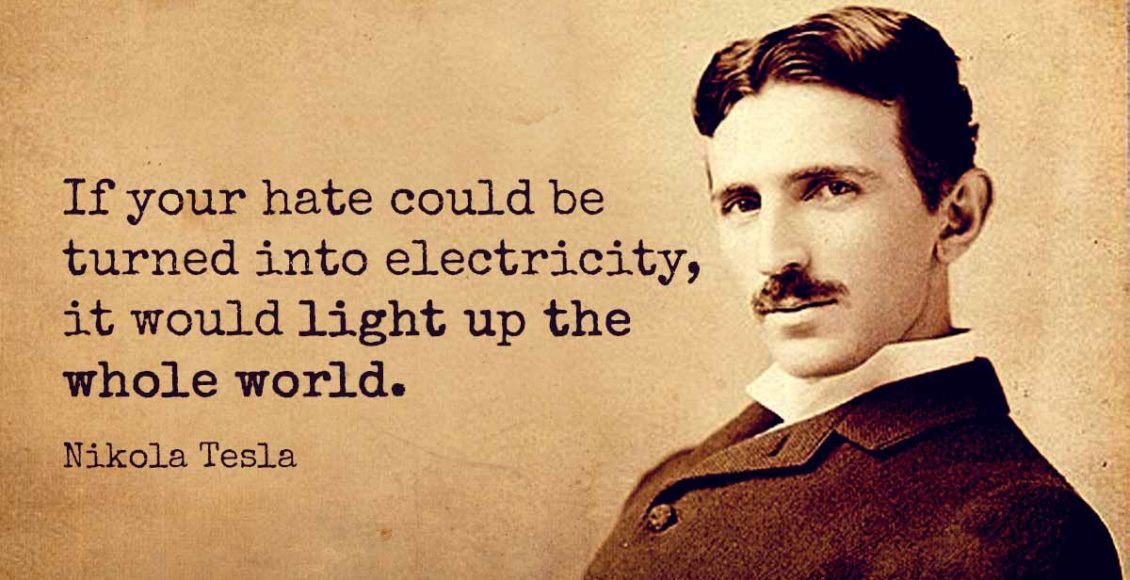 If your hate could be
turned into electricity,
it would light up the
whole world.
Nikola Tesla